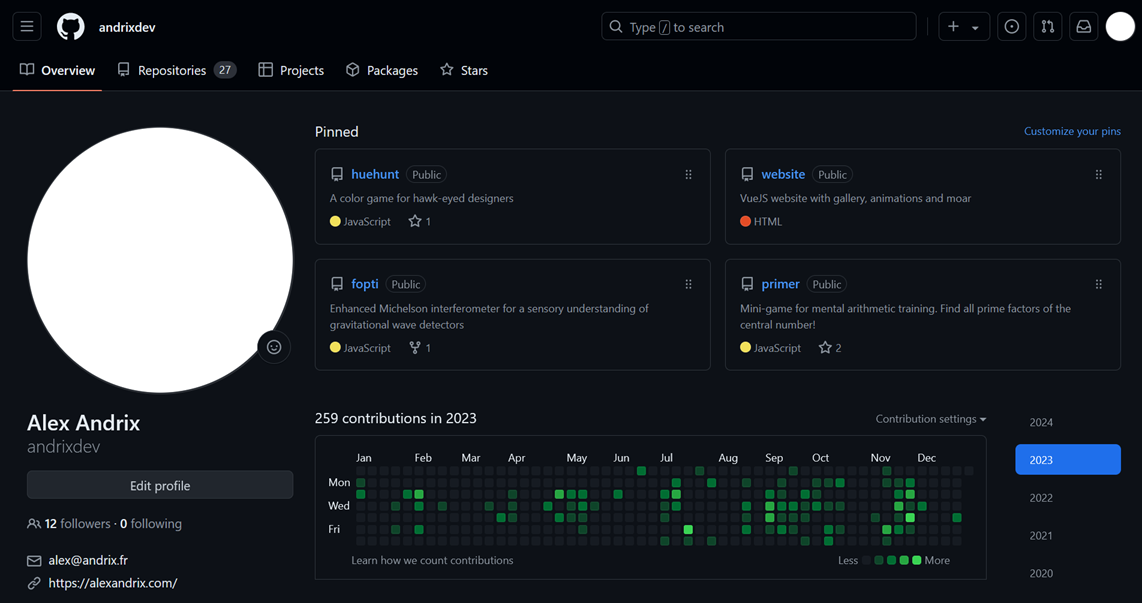 andrixdev
Type / to search
Overview
Repositories 27
Projects
Packages
Stars
Pinned
Customize your pins
huehunt Public
A color game for hawk-eyed designers
JavaScript 1
website Public
VueJS website with gallery, animations and moar
HTML
fopti Public
Enhanced Michelson interferometer for a sensory understanding of
gravitational wave detectors
JavaScript 1
primer Public
Mini-game for mental arithmetic training. Find all prime factors of the
central number!
JavaScript 2
Alex Andrix
andrixdev
Edit profile
12 followers · 0 following
alex@andrix.fr
https://alexandrix.com/
259 contributions in 2023
Contribution settings
Jan Feb Mar Apr May Jun Jul Aug Sep Oct Nov Dec
Mon
Wed
Fri
Learn how we count contributions
Less More
2024
2023
2022
2021
2020